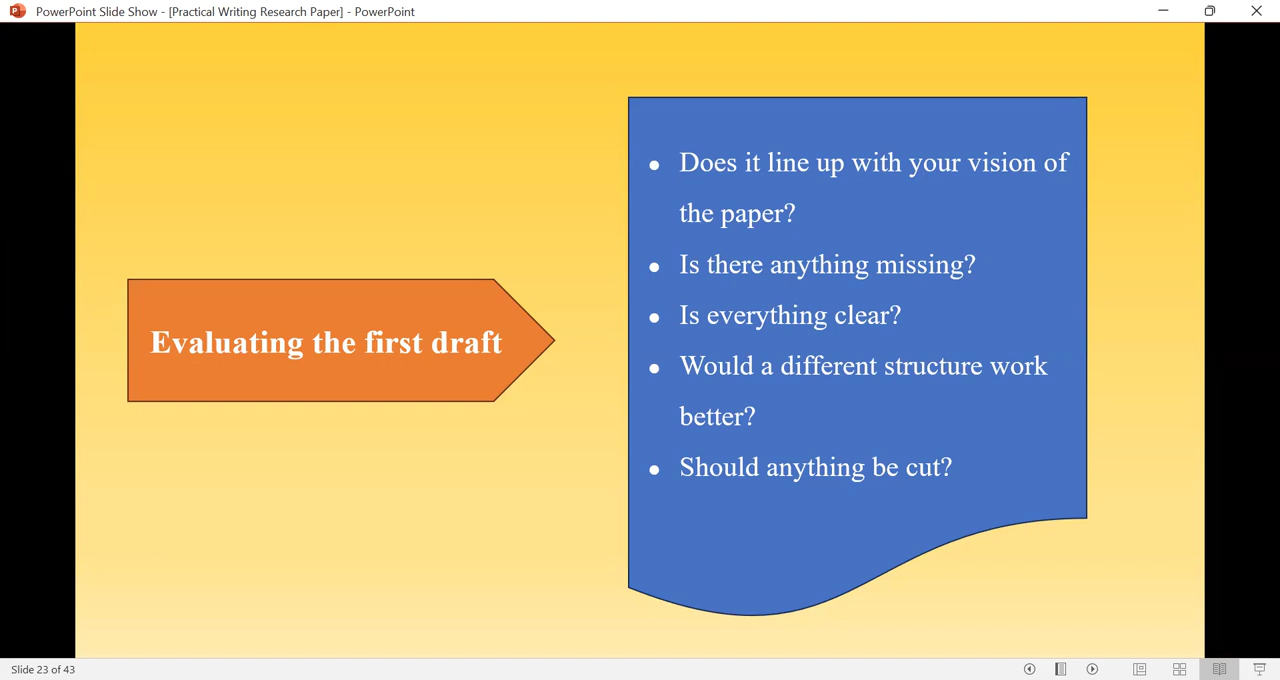 PowerPoint Slide Show - [Practical Writing Research Paper] - PowerPoint
Evaluating the first draft
● Does it line up with your vision of
the paper?
● Is there anything missing?
● Is everything clear?
● Would a different structure work
better?
● Should anything be cut?
Slide 23 of 43